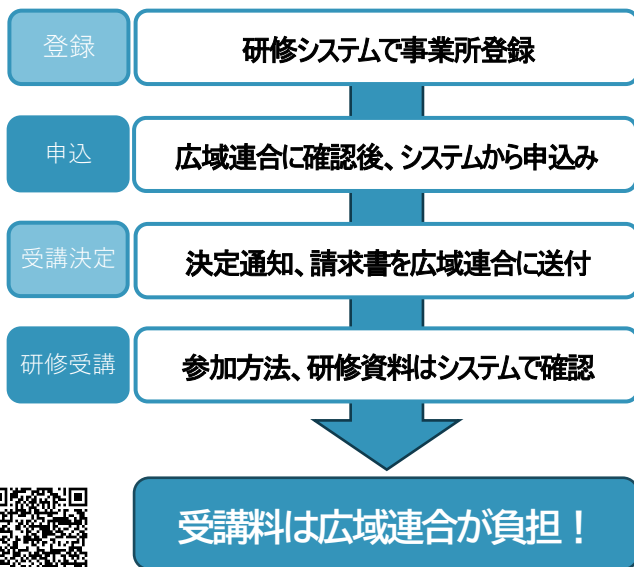 登録
研修システムで事業所登録
申込
広域連合に確認後、システムから申込み
受講決定
決定通知、請求書を広域連合に送付
研修受講
参加方法、研修資料はシステムで確認
受講料は広域連合が負担！